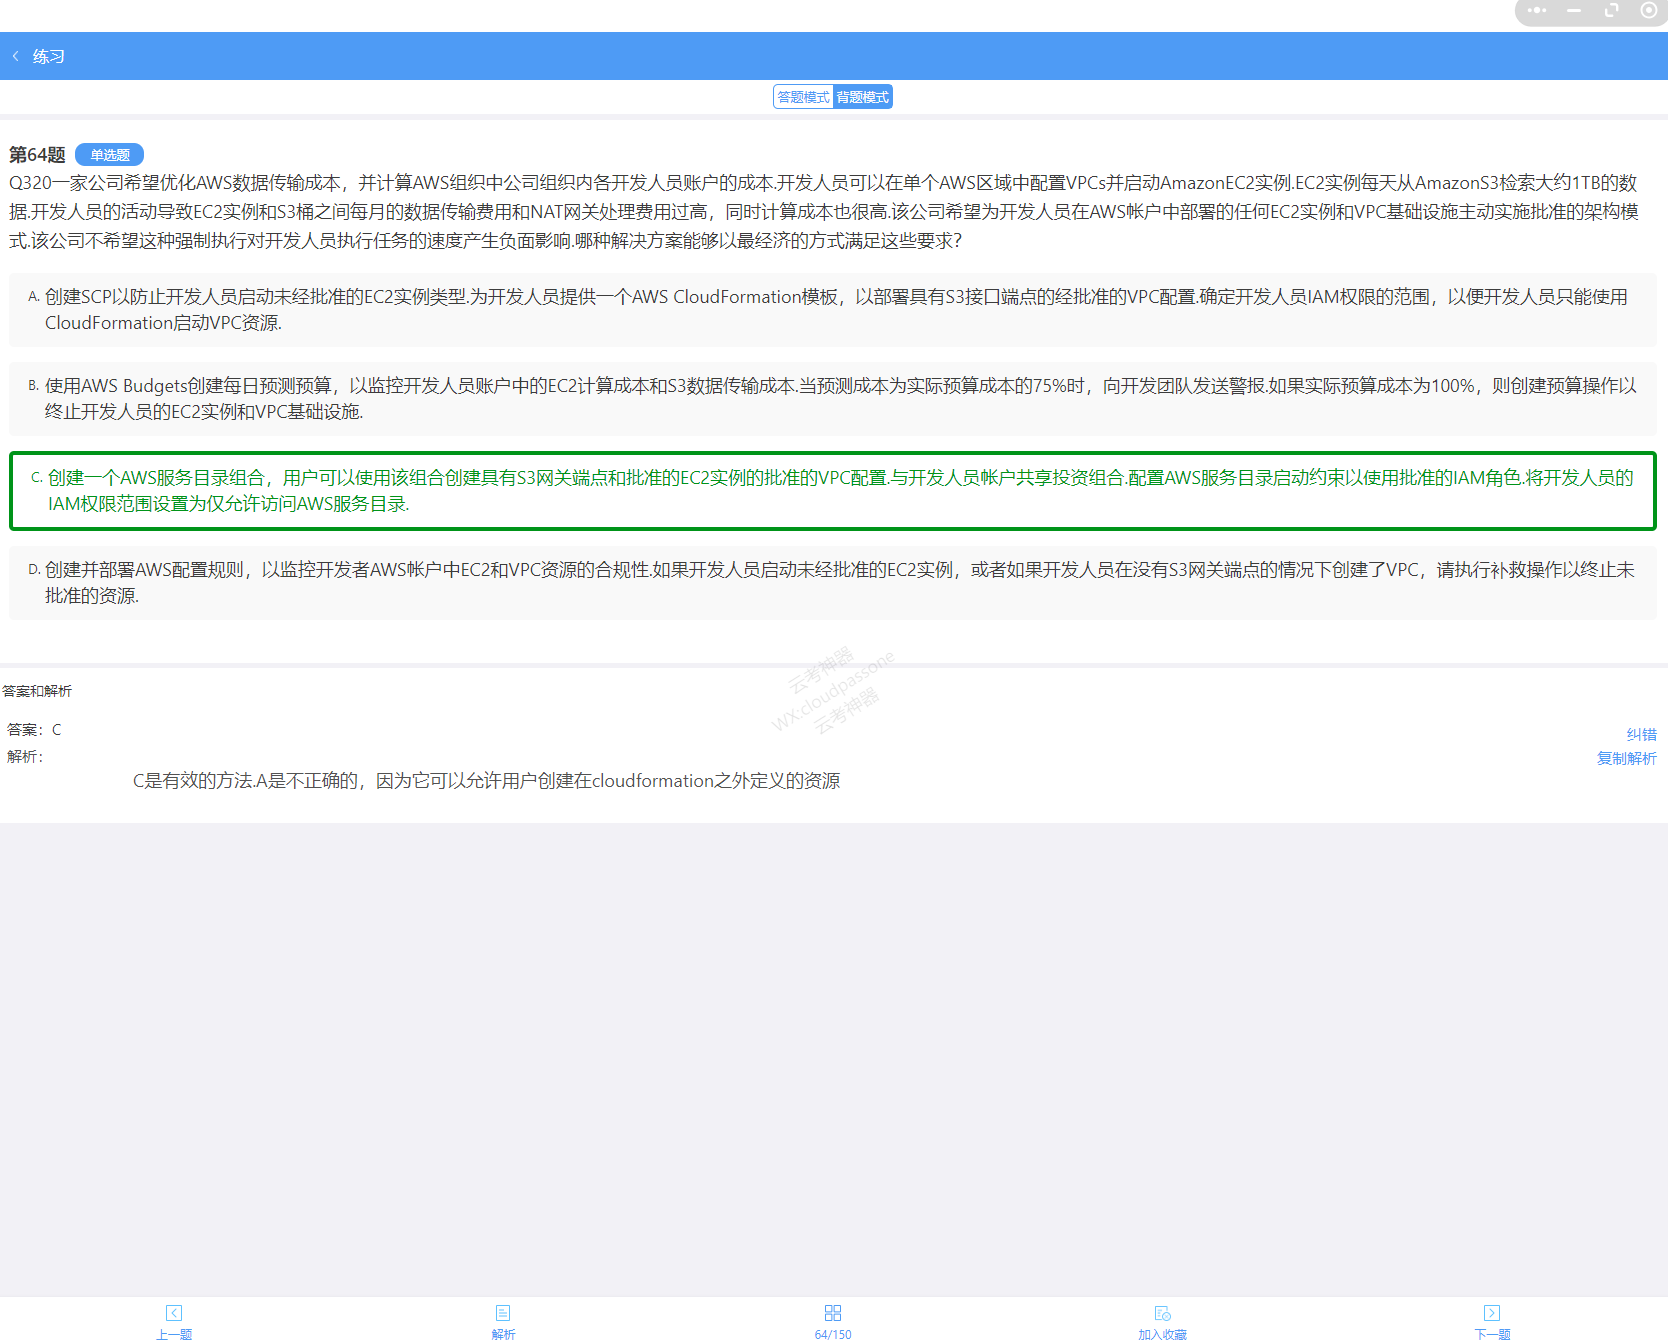 练习
答题模式 背题模式
第64题 单选题
Q320一家公司希望优化AWS数据传输成本，并计算AWS组织中公司组织内各开发人员账户的成本.开发人员可以在单个AWS区域中配置VPCs并启动AmazonEC2实例.EC2实例每天从AmazonS3检索大约1TB的数
据.开发人员的活动导致EC2实例和S3桶之间每月的数据传输费用和NAT网关处理费用过高，同时计算成本也很高.该公司希望为开发人员在AWS帐户中部署的任何EC2实例和VPC基础设施主动实施批准的架构模
式.该公司不希望这种强制执行对开发人员执行任务的速度产生负面影响.哪种解决方案能够以最经济的方式满足这些要求?
A. 创建SCP以防止开发人员启动未经批准的EC2实例类型.为开发人员提供一个AWS CloudFormation模板，以部署具有S3接口端点的经批准的VPC配置.确定开发人员IAM权限的范围，以便开发人员只能使用
CloudFormation启动VPC资源.
B. 使用AWS Budgets创建每日预测预算，以监控开发人员账户中的EC2计算成本和S3数据传输成本.当预测成本为实际预算成本的75%时，向开发团队发送警报.如果实际预算成本为100%，则创建预算操作以
终止开发人员的EC2实例和VPC基础设施.
C. 创建一个AWS服务目录组合，用户可以使用该组合创建具有S3网关端点和批准的EC2实例的批准的VPC配置.与开发人员帐户共享投资组合.配置AWS服务目录启动约束以使用批准的IAM角色.将开发人员的
IAM权限范围设置为仅允许访问AWS服务目录.
D. 创建并部署AWS配置规则，以监控开发者AWS帐户中EC2和VPC资源的合规性.如果开发人员启动未经批准的EC2实例，或者如果开发人员在没有S3网关端点的情况下创建了VPC，请执行补救操作以终止未
批准的资源.
云考神器
WX:cloudpassone
云考神器
答案和解析
答案：C
纠错
解析：
复制解析
C是有效的方法.A是不正确的，因为它可以允许用户创建在cloudformation之外定义的资源
上一题 解析 64/150 加入收藏 下一题